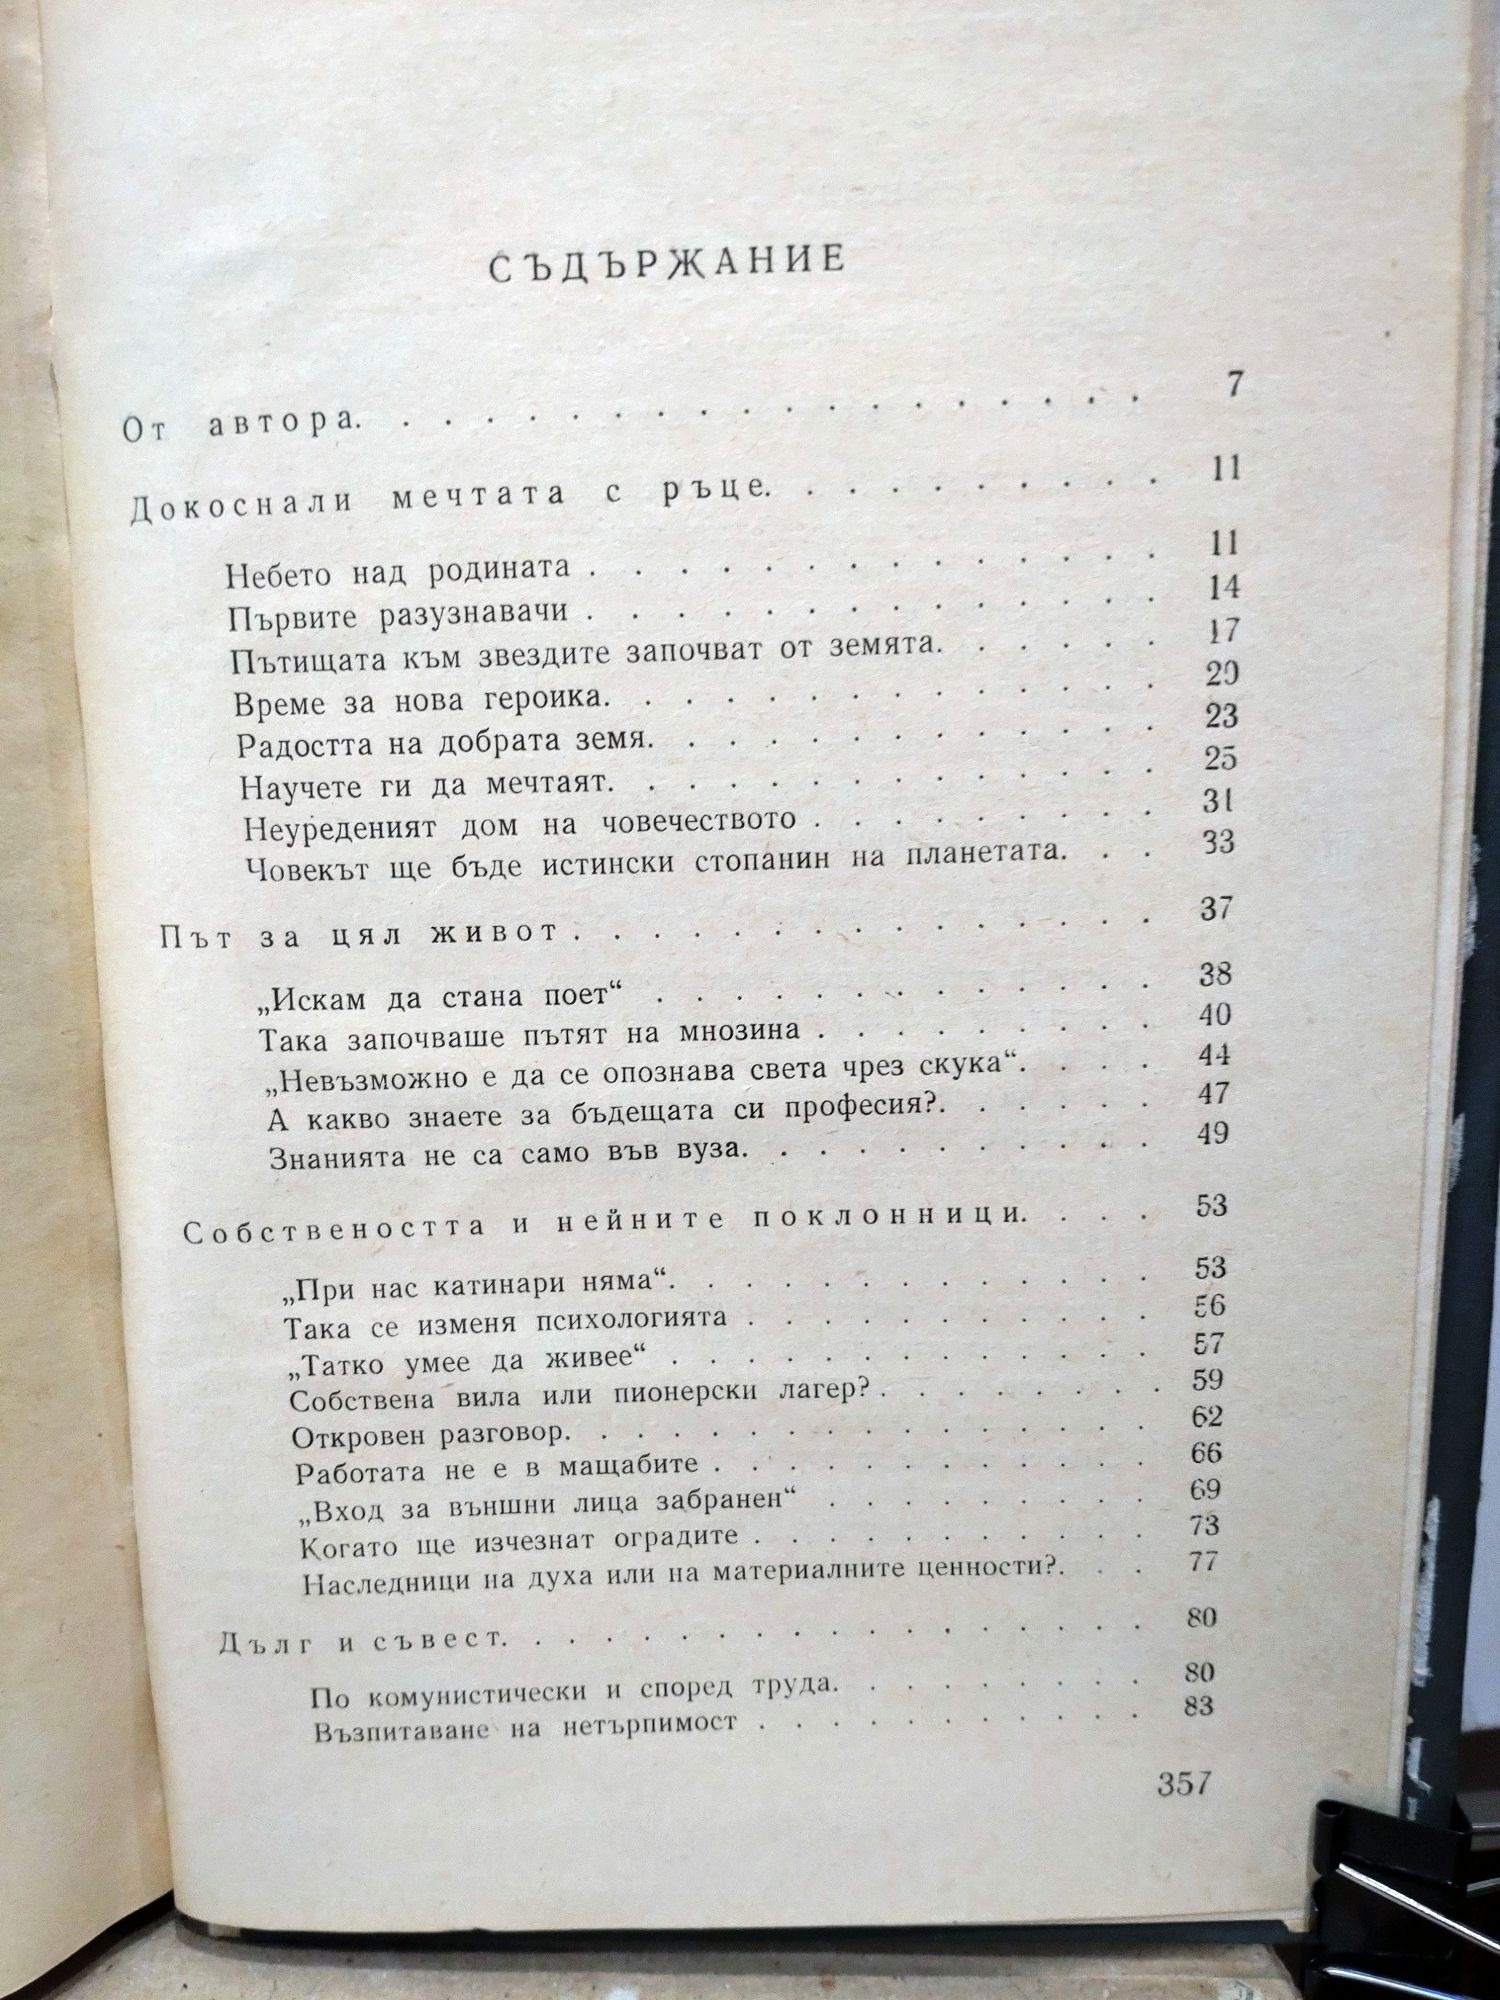 СЪДЪРЖАНИЕ
От автора. . . . . . . . . . . . . . . . . . . 7
Докоснали мечтата с ръце. . . . . . . . . . 11
Небето над родината . . . . . . . . . . . . . . 11
Първите разузнавачи . . . . . . . . . . . . . . 14
Пътищата към звездите започват от земята. . . . . . 17
Време за нова героика. . . . . . . . . . . . . . 20
Радостта на добрата земя. . . . . . . . . . . . . 23
Научете ги да мечтаят. . . . . . . . . . . . . . 25
Неуреденият дом на човечеството . . . . . . . . . 31
Човекът ще бъде истински стопанин на планетата. . . 33
Път за цял живот . . . . . . . . . . . . . . . 37
„Искам да стана поет“ . . . . . . . . . . . . . 38
Така започваше пътят на мнозина . . . . . . . . . 40
„Невъзможно е да се опознава света чрез скука“. . . . 44
А какво знаете за бъдещата си професия?. . . . . . 47
Знанията не са само във вуза. . . . . . . . . . . 49
Собствеността и нейните поклонници. . . . 53
„При нас катинари няма“. . . . . . . . . . . . . 53
Така се изменя психологията . . . . . . . . . . . 56
„Татко умее да живее“ . . . . . . . . . . . . . 57
Собствена вила или пионерски лагер? . . . . . . . . 59
Откровен разговор. . . . . . . . . . . . . . . . 62
Работата не е в мащабите . . . . . . . . . . . . 66
„Вход за външни лица забранен“ . . . . . . . . . 69
Когато ще изчезнат оградите . . . . . . . . . . . 73
Наследници на духа или на материалните ценности?. . . 77
Дълг и съвест. . . . . . . . . . . . . . . . . 80
По комунистически и според труда. . . . . . . . . 80
Възпитаване на нетърпимост . . . . . . . . . . . 83
357